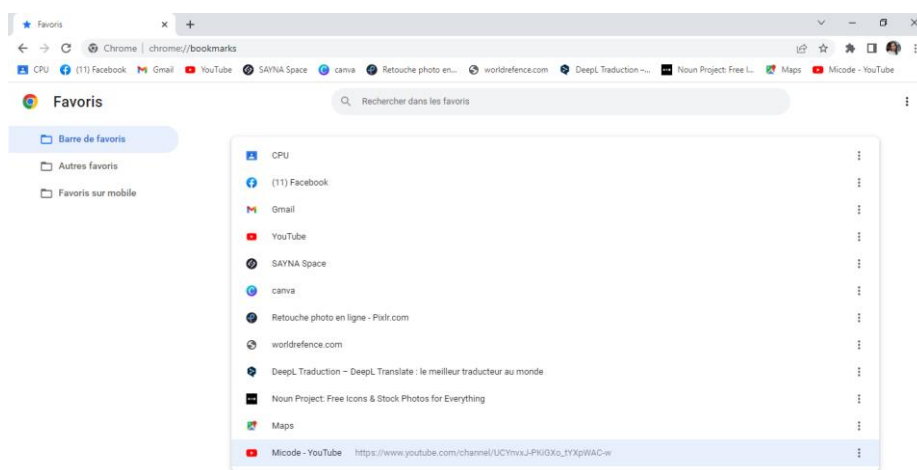 Favoris
Chrome | chrome://bookmarks
CPU (11) Facebook Gmail YouTube SAYNA Space canva Retouche photo en... worldrefence.com DeepL Traduction –... Noun Project: Free I... Maps Micode - YouTube
Favoris Rechercher dans les favoris
Barre de favoris
Autres favoris
Favoris sur mobile
CPU
(11) Facebook
Gmail
YouTube
SAYNA Space
canva
Retouche photo en ligne - Pixlr.com
worldrefence.com
DeepL Traduction – DeepL Translate : le meilleur traducteur au monde
Noun Project: Free Icons & Stock Photos for Everything
Maps
Micode - YouTube https://www.youtube.com/channel/UCYnvxJ-PKiGXo_tYXpWAC-w